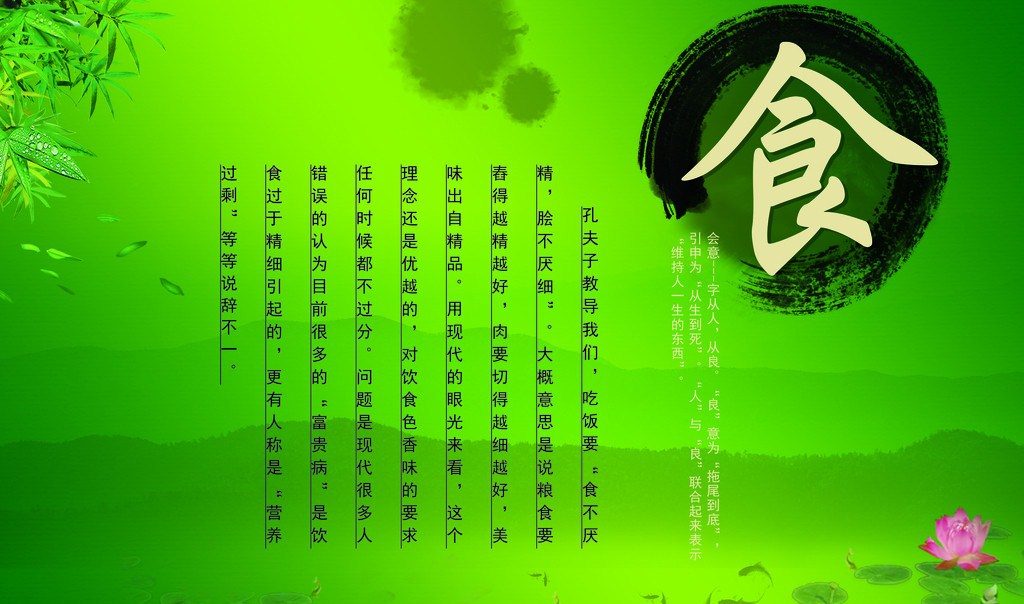 食
会意--字从人，从良。“良”意为“拖尾到底”，
引申为“从生到死”。“人”与“良”联合起来表示
“维持人一生的东西”。
孔夫子教导我们，吃饭要“食不厌
精，脍不厌细”。大概意思是说粮食要
舂得越精越好，肉要切得越细越好，美
味出自精品。用现代的眼光来看，这个
理念还是优越的，对饮食色香味的要求
任何时候都不过分。问题是现代很多人
错误的认为目前很多的“富贵病”是饮
食过于精细引起的，更有人称是“营养
过剩”等等说辞不一。